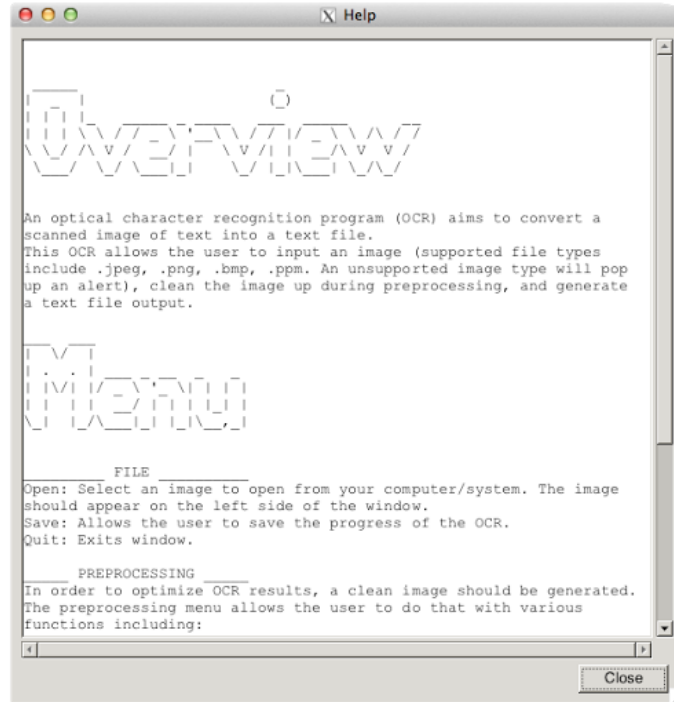 Help
Overview
An optical character recognition program (OCR) aims to convert a
scanned image of text into a text file.
This OCR allows the user to input an image (supported file types
include .jpeg, .png, .bmp, .ppm. An unsupported image type will pop
up an alert), clean the image up during preprocessing, and generate
a text file output.
Menu
_________ FILE __________
Open: Select an image to open from your computer/system. The image
should appear on the left side of the window.
Save: Allows the user to save the progress of the OCR.
Quit: Exits window.
_____ PREPROCESSING _____
In order to optimize OCR results, a clean image should be generated.
The preprocessing menu allows the user to do that with various
functions including:
Close